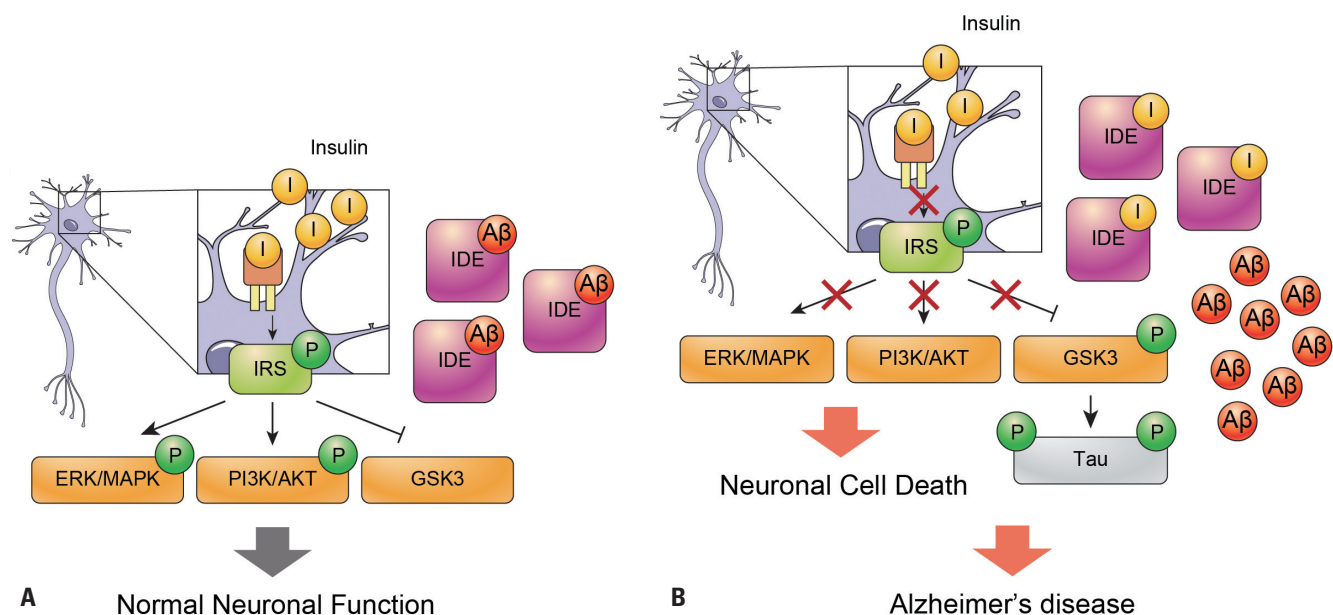 Insulin
I
I
I
I
IDE
Aβ
IDE
Aβ
IDE
Aβ
IRS
P
ERK/MAPK
P
PI3K/AKT
P
GSK3
A
Normal Neuronal Function
Insulin
I
I
I
IDE
I
IDE
I
IDE
I
IRS
P
Aβ
Aβ
Aβ
Aβ
Aβ
Aβ
Aβ
Aβ
ERK/MAPK
PI3K/AKT
GSK3
P
P
P
Tau
Neuronal Cell Death
B
Alzheimer's disease